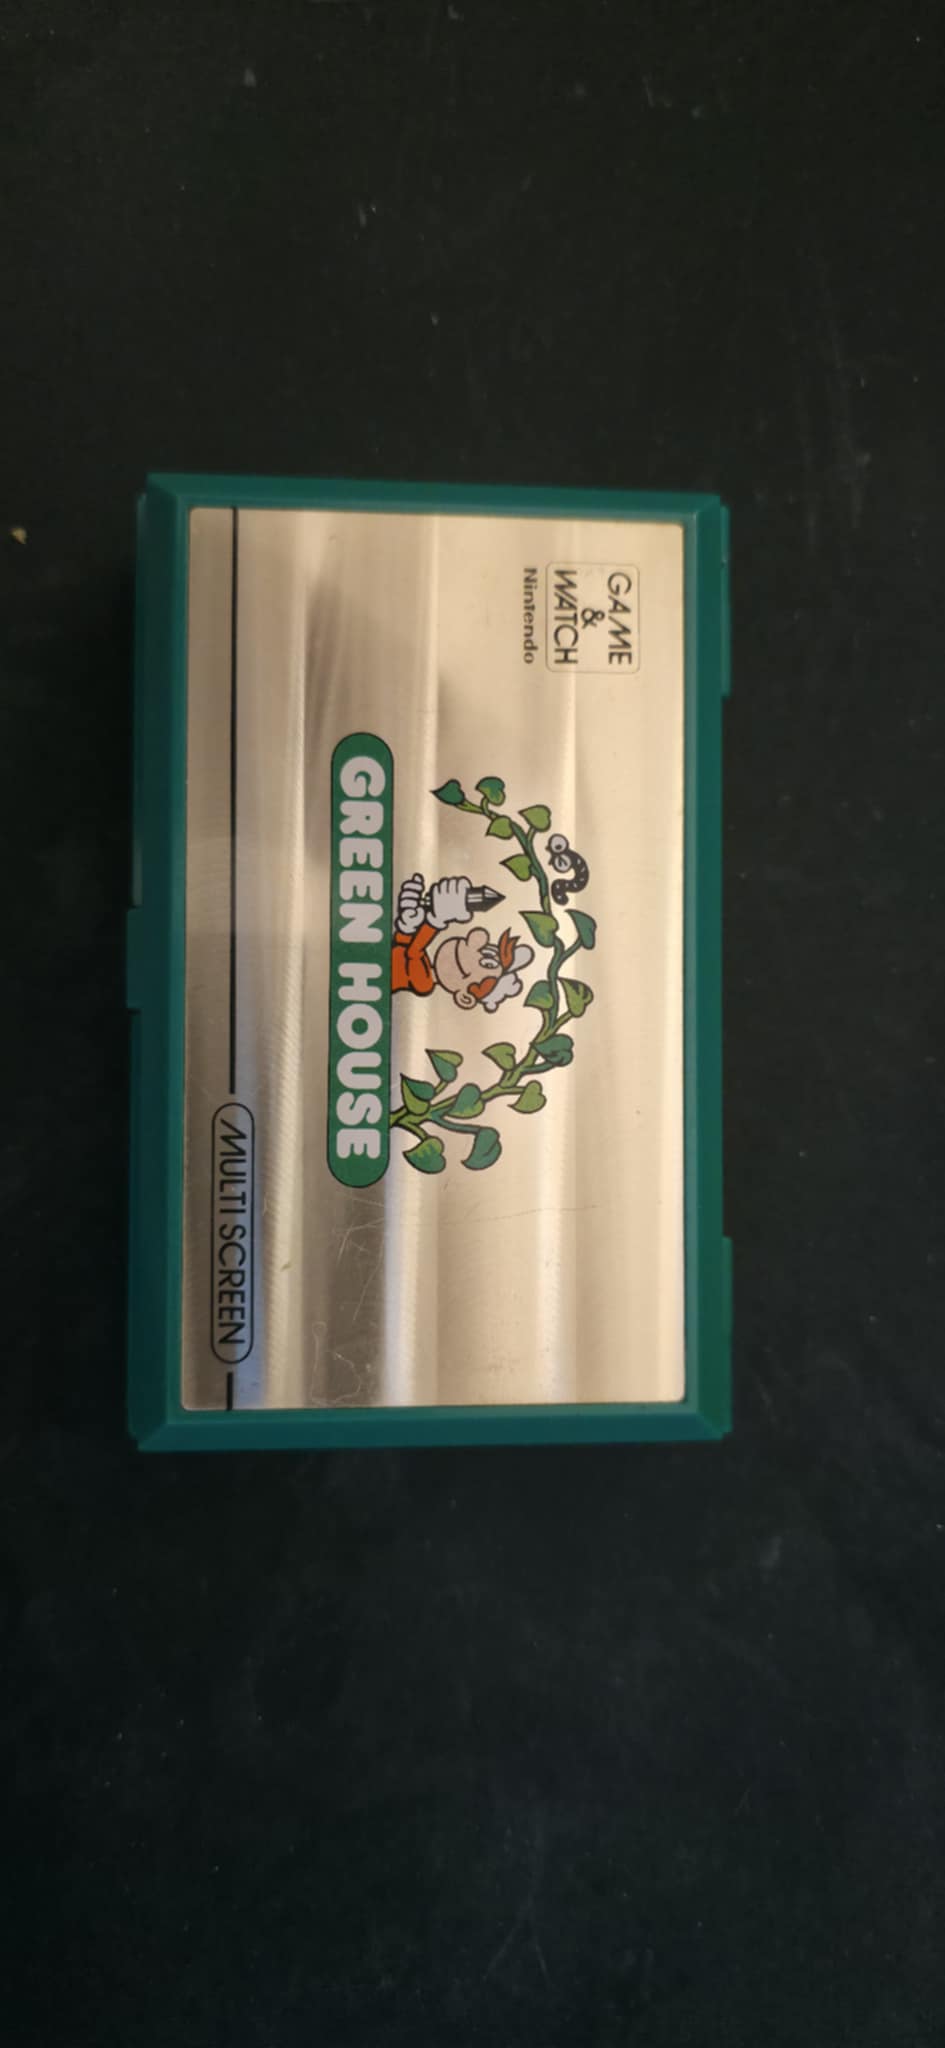 GAME
&
WATCH
Nintendo
GREEN HOUSE
MULTI SCREEN